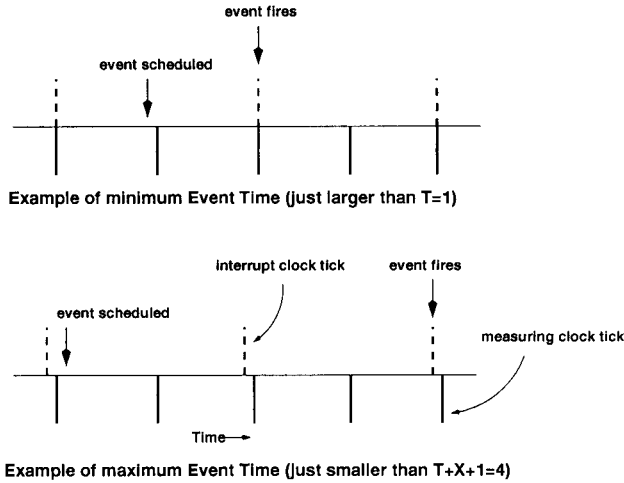 event fires
event scheduled
Example of minimum Event Time (just larger than T=1)
interrupt clock tick
event fires
event scheduled
measuring clock tick
Time
Example of maximum Event Time (just smaller than T+X+1=4)